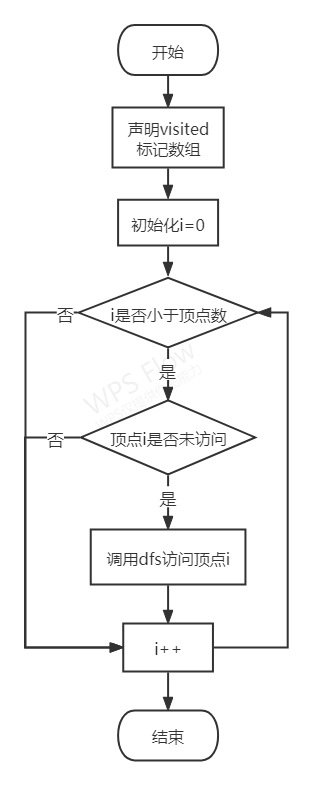 开始
声明visited
标记数组
初始化i=0
i是否小于顶点数
否
是
WPS Flow
顶点i是否未访问
否
是
调用dfs访问顶点i
i++
结束